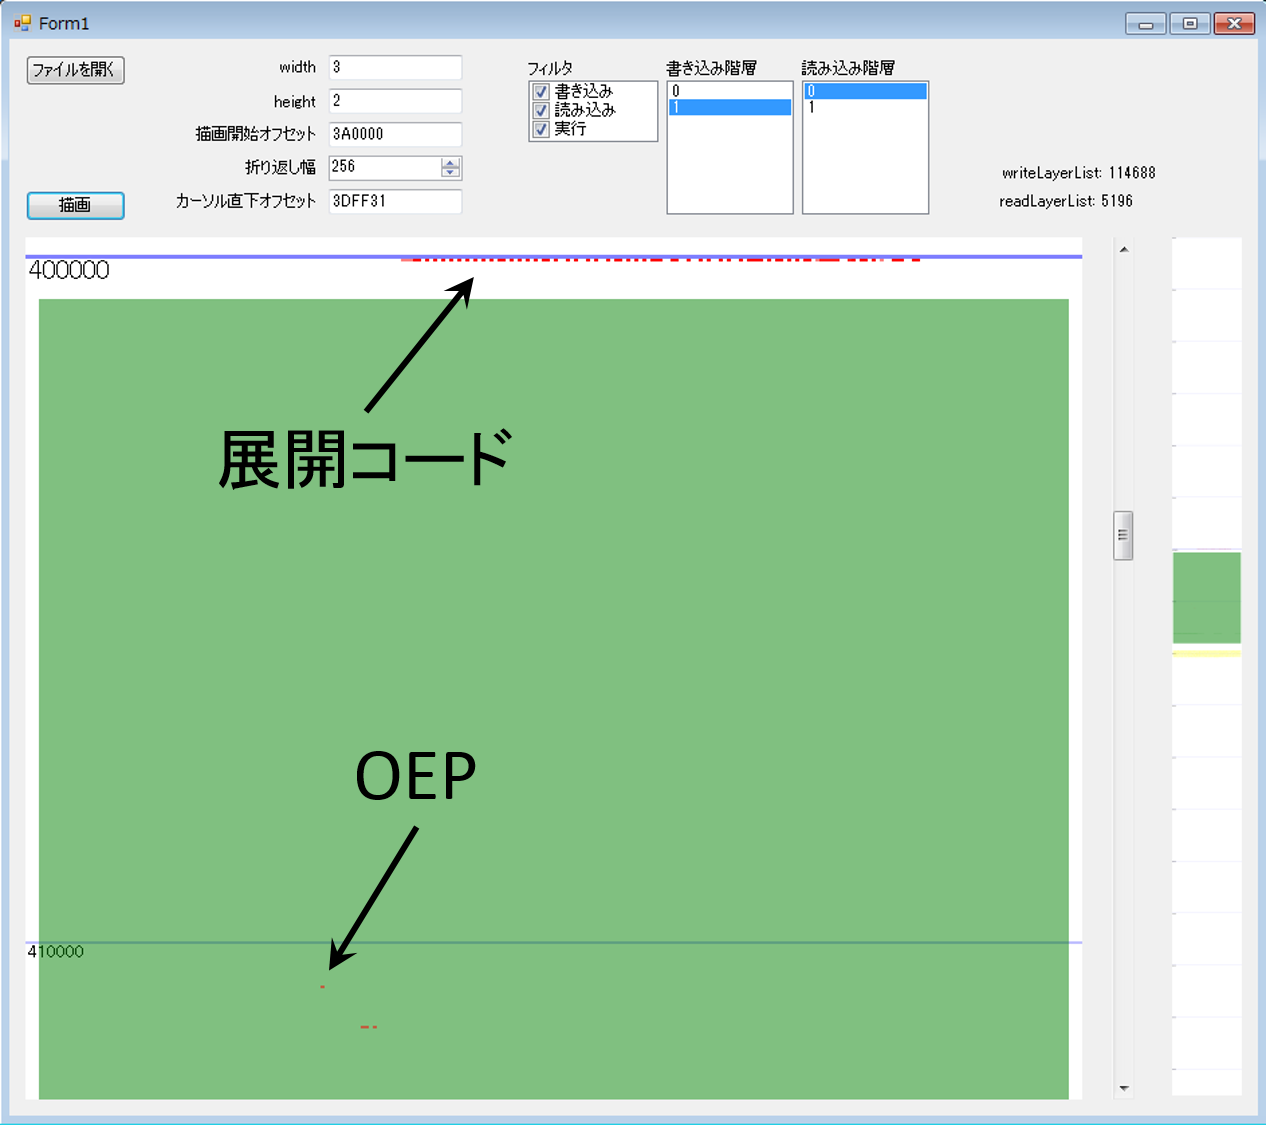 Form1
ファイルを開く
width 3
height 2
描画開始オフセット 3A0000
折り返し幅 256
カーソル直下オフセット 3DFF31
描画
フィルタ
書き込み
読み込み
実行
書き込み階層
0
1
読み込み階層
0
1
writeLayerList: 114688
readLayerList: 5196
400000
展開コード
OEP
410000